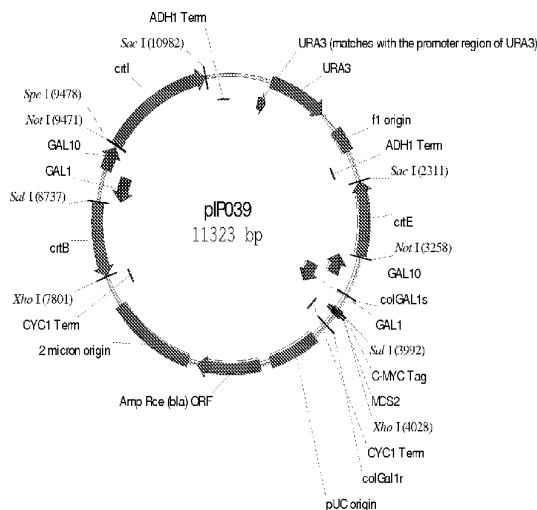 ADH1 Term
Sac I (10982)
URA3 (matches with the promoter region of URA3)
URA3
crtI
f1 origin
Spe I (9478)
ADH1 Term
Not I (9471)
Sac I (2311)
GAL10
GAL1
Sal I (8737)
pIP039
11323 bp
crtE
Not I (3258)
crtB
GAL10
colGAL1s
Xho I (7801)
GAL1
CYC1 Term
Sal I (3992)
2 micron origin
C-MYC Tag
MCS2
Amp Rce (bla) ORF
Xho I (4028)
CYC1 Term
colGal1r
pUC origin